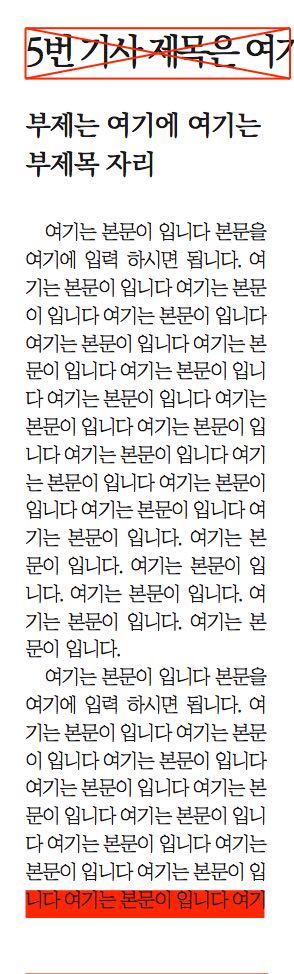 5번 기사 제목은 여기
부제는 여기에 여기는
부제목 자리
여기는 본문이 입니다 본문을
여기에 입력 하시면 됩니다. 여
기는 본문이 입니다 여기는 본문
이 입니다 여기는 본문이 입니다
여기는 본문이 입니다 여기는 본
문이 입니다 여기는 본문이 입니
다 여기는 본문이 입니다 여기는
본문이 입니다 여기는 본문이 입
니다 여기는 본문이 입니다 여기
는 본문이 입니다 여기는 본문이
입니다 여기는 본문이 입니다 여
기는 본문이 입니다. 여기는 본
문이 입니다. 여기는 본문이 입
니다. 여기는 본문이 입니다. 여
기는 본문이 입니다. 여기는 본
문이 입니다.
여기는 본문이 입니다 본문을
여기에 입력 하시면 됩니다. 여
기는 본문이 입니다 여기는 본문
이 입니다 여기는 본문이 입니다
여기는 본문이 입니다 여기는 본
문이 입니다 여기는 본문이 입니
다 여기는 본문이 입니다 여기는
본문이 입니다 여기는 본문이 입
니다 여기는 본문이 입니다 여기